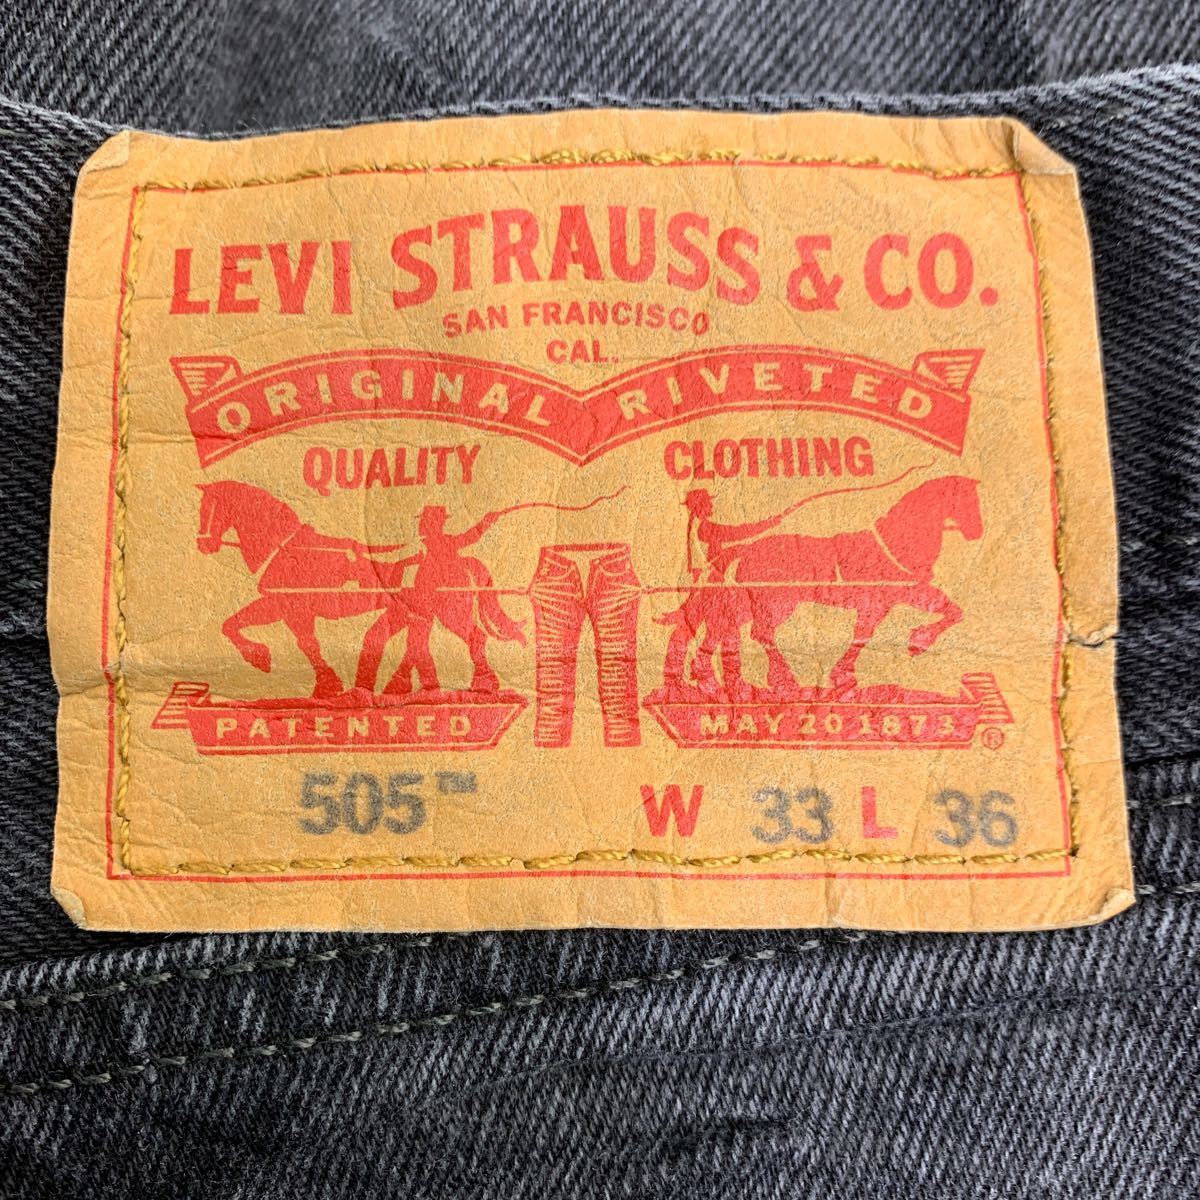 LEVI STRAUSS & CO.
SAN FRANCISCO
CAL.
ORIGINAL RIVETED
QUALITY CLOTHING
PATENTED MAY 20 1873 ®
505™ W 33 L 36